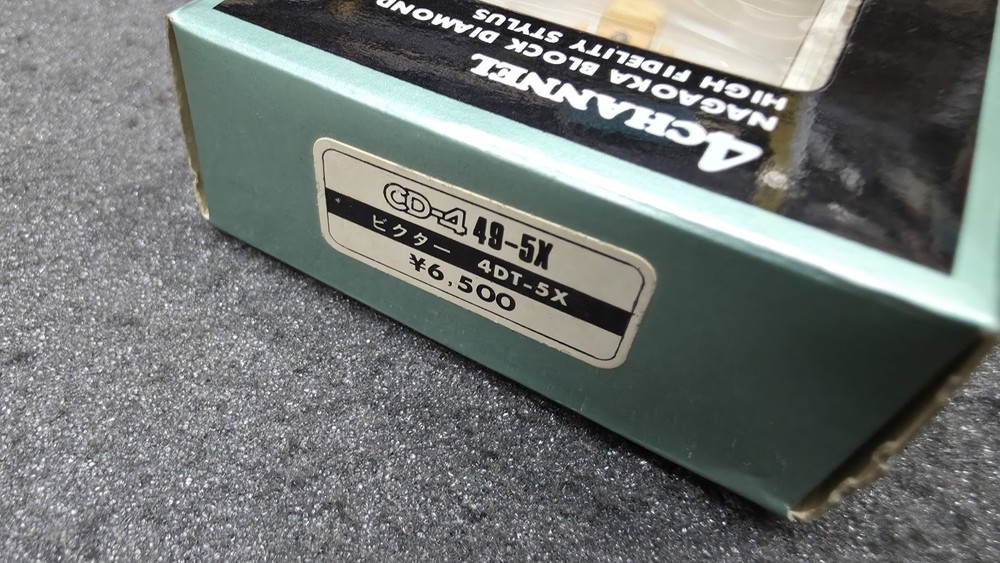 4CHANNEL
NAGAOKA BLOCK DIAMOND
HIGH FIDELITY STYLUS
CD-4 49-5X
ビクター 4DT-5X
¥6,500